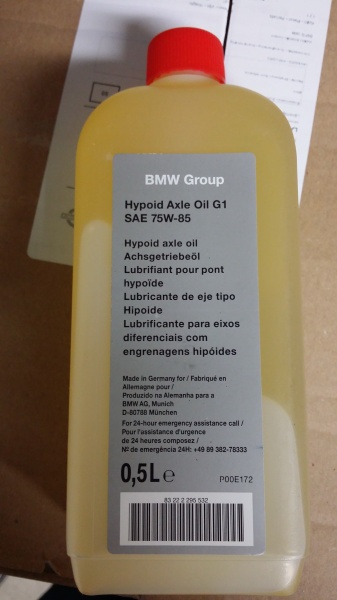 BMW Group
Hypoid Axle Oil G1
SAE 75W-85
Hypoid axle oil
Achsgetriebeöl
Lubrifiant pour pont
hypoïde
Lubricante de eje tipo
Hipoide
Lubrificante para eixos
diferenciais com
engrenagens hipóides
Made in Germany for / Fabriqué en
Allemagne pour /
Produzido na Alemanha para a
BMW AG, Munich
D-80788 München
For 24-hour emergency assistance call /
Pour l'assistance d'urgence
de 24 heures composez /
Nº de emergência 24H: +49 89 382-78333
0,5L℮
P00E172
83 22 2 295 532